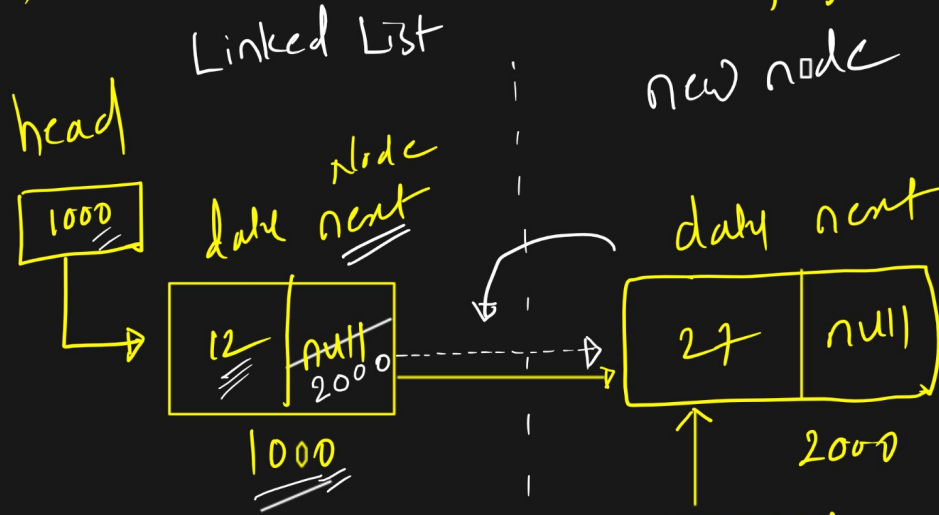 Linked List
new node
head
Node
1000
data next
data next
12
null
2000
27
null
1000
2000